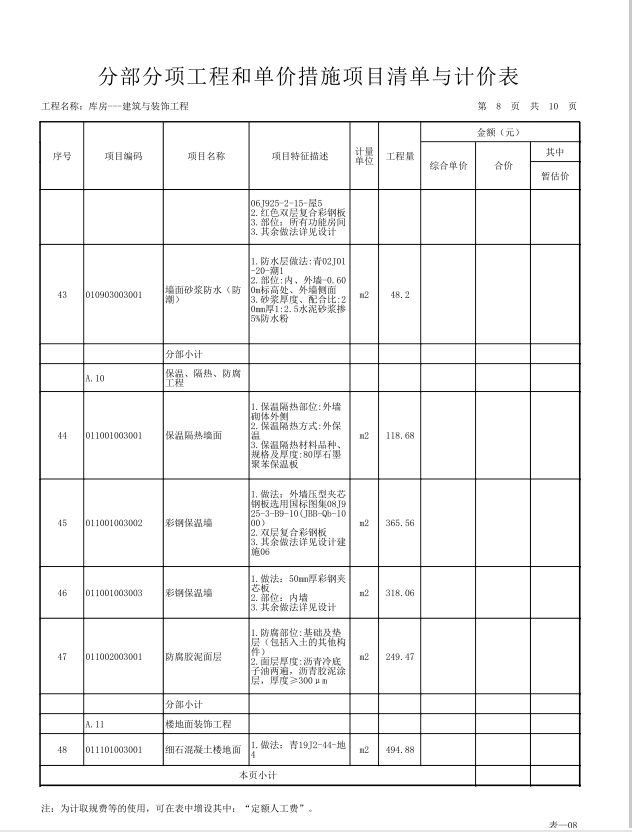 分部分项工程和单价措施项目清单与计价表
工程名称：库房---建筑与装饰工程
第 8 页 共 10 页
序号
项目编码
项目名称
项目特征描述
计量
单位
工程量
金额（元）
综合单价
合价
其中
暂估价
06J925-2-15-屋5
2.红色双层复合彩钢板
3.部位：所有功能房间
3.其余做法详见设计
43
010903003001
墙面砂浆防水（防
潮）
1.防水层做法:青02J01
-20-潮1
2.部位:内、外墙-0.60
0m标高处、外墙侧面
3.砂浆厚度、配合比:2
0mm厚1:2.5水泥砂浆掺
5%防水粉
m2
48.2
分部小计
A.10
保温、隔热、防腐
工程
44
011001003001
保温隔热墙面
1.保温隔热部位:外墙
砌体外侧
2.保温隔热方式:外保
温
3.保温隔热材料品种、
规格及厚度:80厚石墨
聚苯保温板
m2
118.68
45
011001003002
彩钢保温墙
1.做法：外墙压型夹芯
钢板选用国标图集08J9
25-3-B9-10(JBB-Qb-10
00)
2.双层复合彩钢板
3.其余做法详见设计建
施06
m2
365.56
46
011001003003
彩钢保温墙
1.做法：50mm厚彩钢夹
芯板
2.部位：内墙
3.其余做法详见设计
m2
318.06
47
011002003001
防腐胶泥面层
1.防腐部位:基础及垫
层（包括入土的其他构
件）
2.面层厚度:沥青冷底
子油两遍，沥青胶泥涂
层，厚度≥300μm
m2
249.47
分部小计
A.11
楼地面装饰工程
48
011101003001
细石混凝土楼地面
1.做法：青19J2-44-地
4
m2
494.88
本页小计
注：为计取规费等的使用，可在表中增设其中：“定额人工费”。
表—08